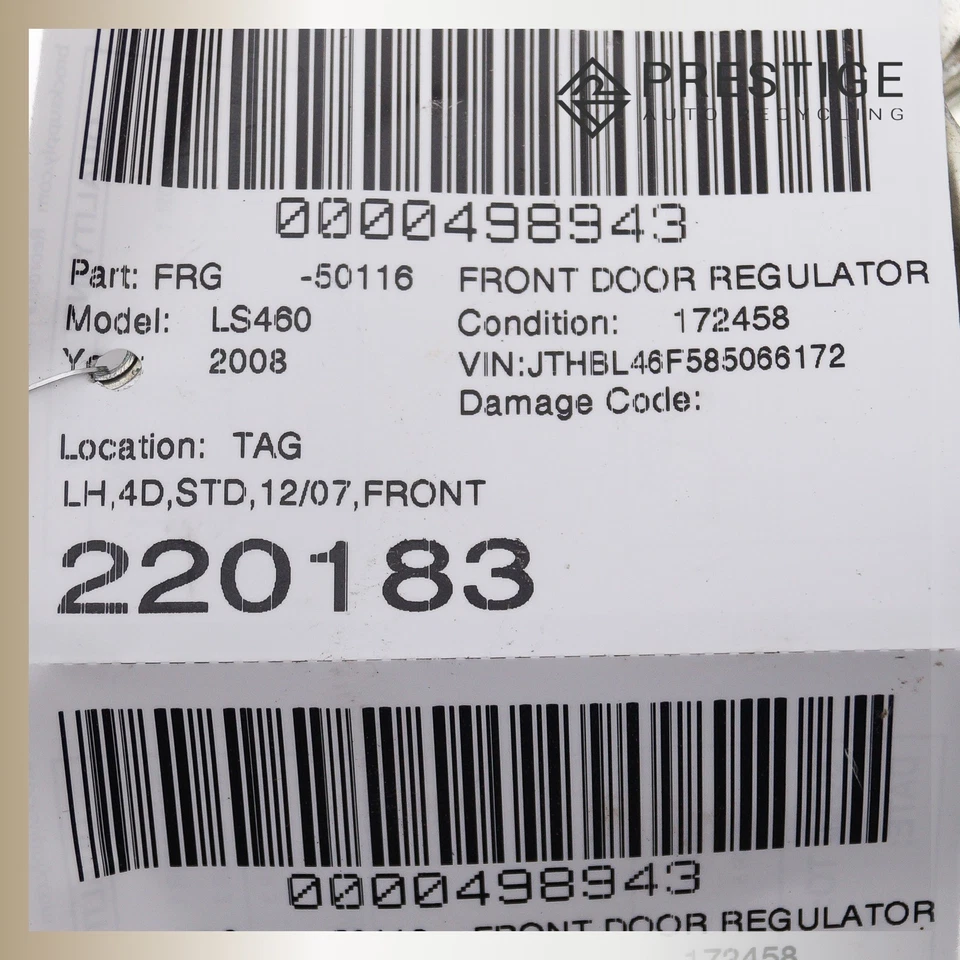 PRESTIGE
AUTO RECYCLING
0000498943
Part: FRG -50116 FRONT DOOR REGULATOR
Model: LS460 Condition: 172458
2008 VIN:JTHBL46F585066172
Damage Code:
Location: TAG
LH,4D,STD,12/07,FRONT
220183
0000498943
FRONT DOOR REGULATOR
172458